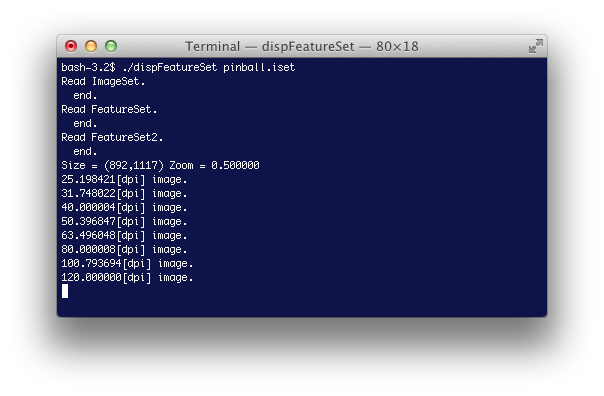 Terminal — dispFeatureSet — 80×18
bash-3.2$ ./dispFeatureSet pinball.iset
Read ImageSet.
  end.
Read FeatureSet.
  end.
Read FeatureSet2.
  end.
Size = (892,1117) Zoom = 0.500000
25.198421[dpi] image.
31.748022[dpi] image.
40.000004[dpi] image.
50.396847[dpi] image.
63.496048[dpi] image.
80.000008[dpi] image.
100.793694[dpi] image.
120.000000[dpi] image.